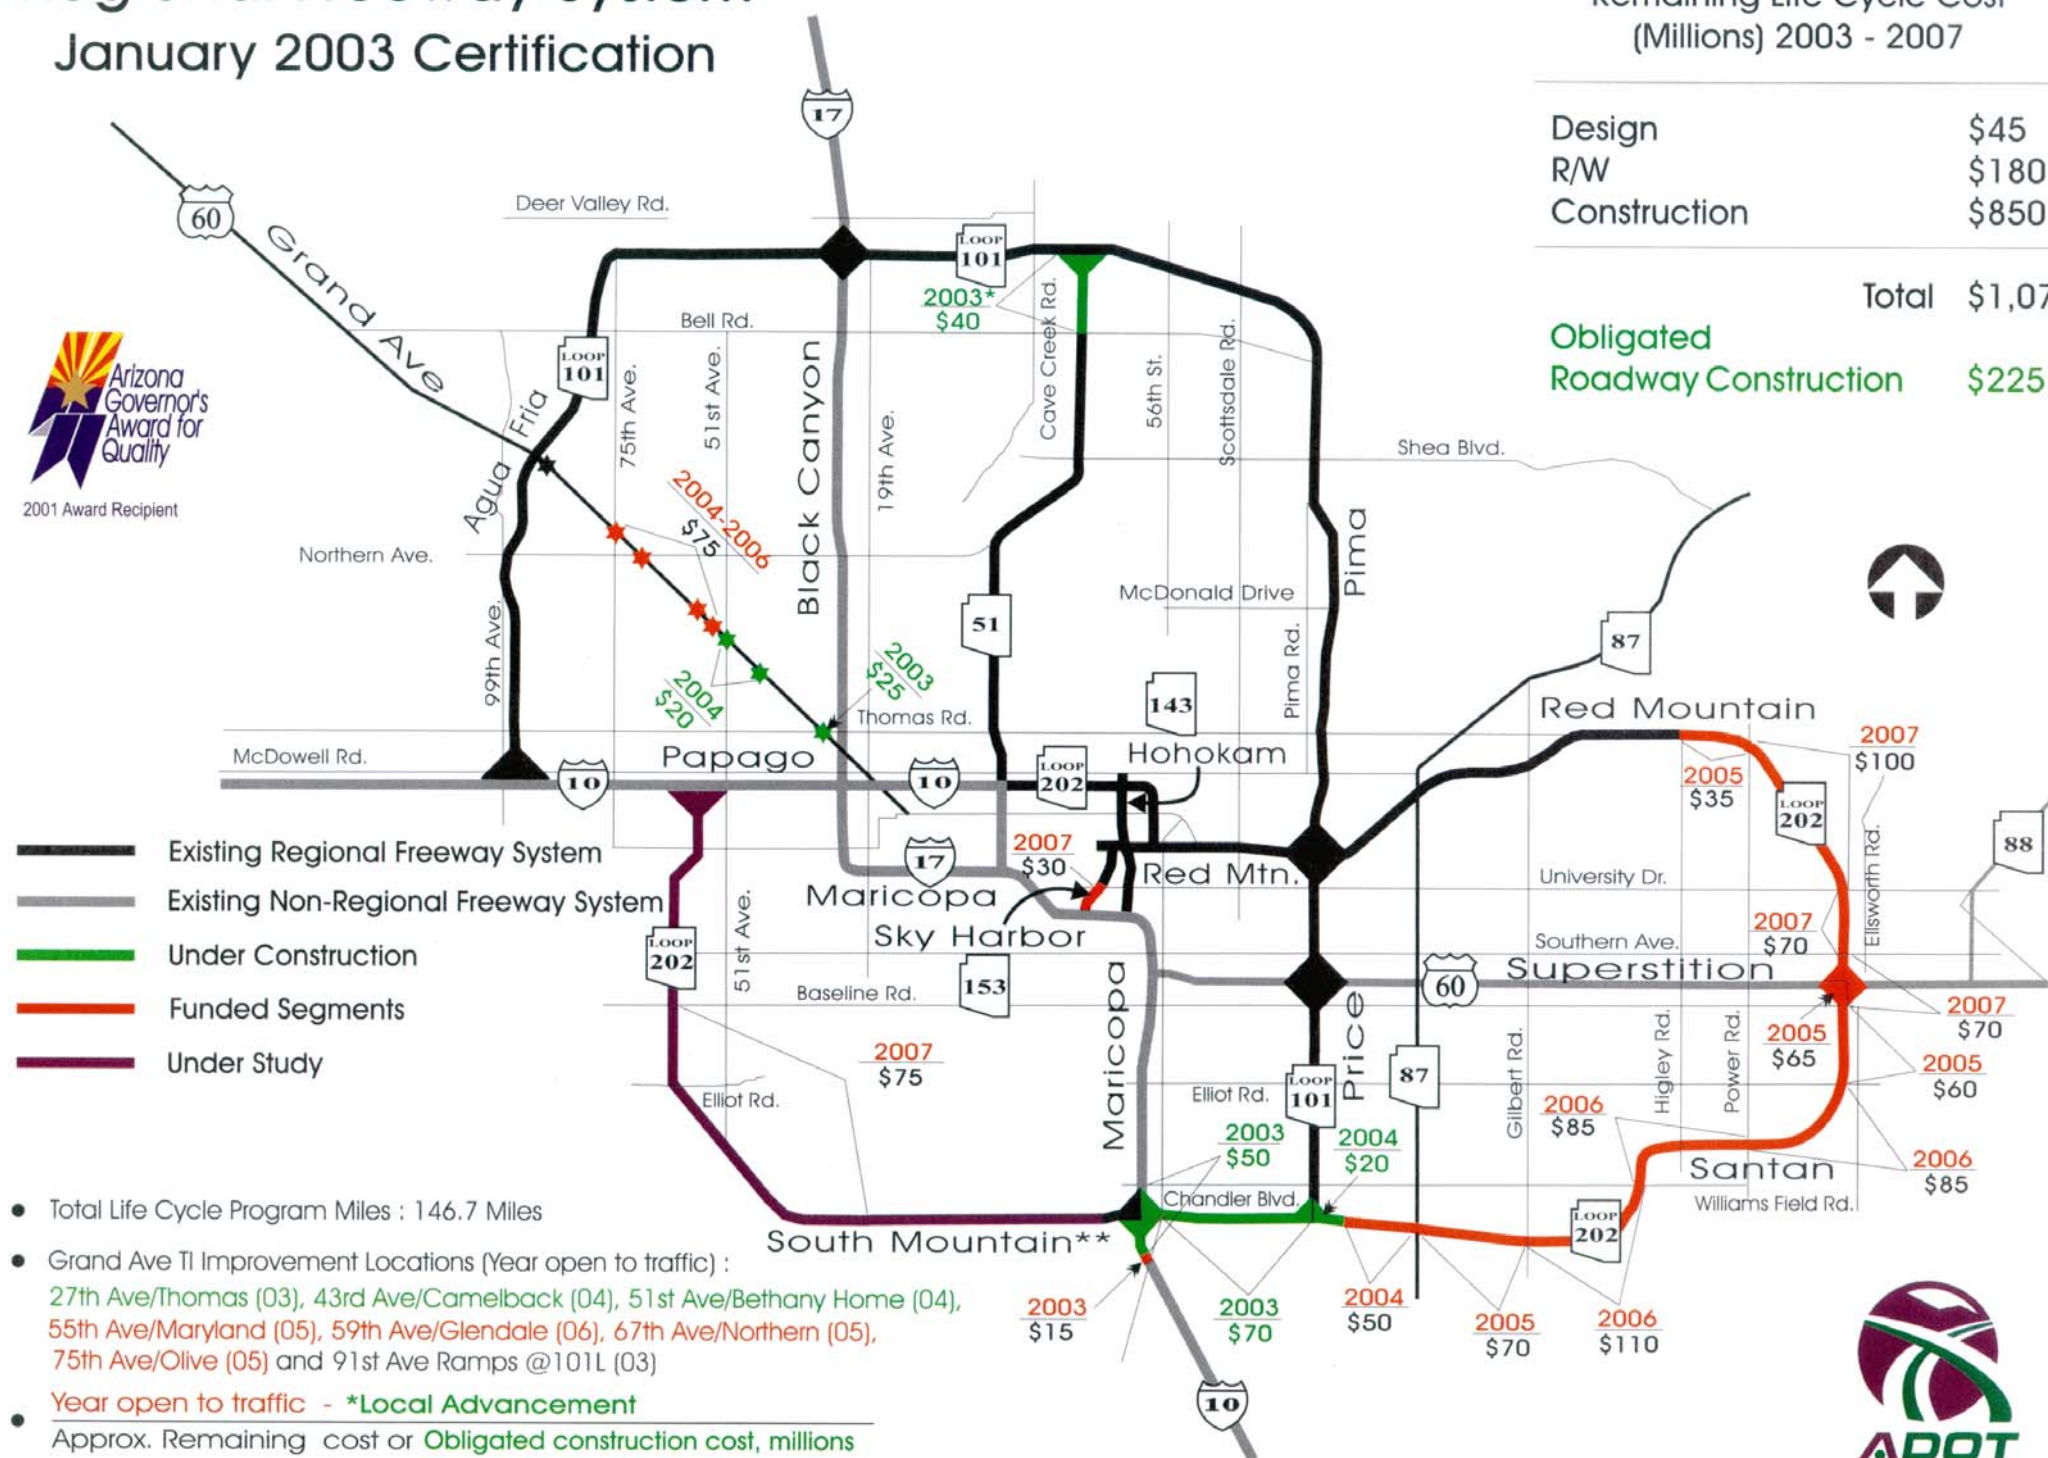 Regional Freeway System
January 2003 Certification
Remaining Life Cycle Cost
(Millions) 2003 - 2007
Design $45
R/W $180
Construction $850
Total $1,07
Obligated
Roadway Construction $225
17
60
Grand Ave
Deer Valley Rd.
LOOP
101
2003*
$40
Bell Rd.
Cave Creek Rd.
Arizona
Governor's
Award for
Quality
2001 Award Recipient
LOOP
101
Agua Fria
75th Ave.
51st Ave.
Black Canyon
19th Ave.
56th St.
Scottsdale Rd.
Shea Blvd.
2004-2006
$75
Northern Ave.
Pima
McDonald Drive
51
87
99th Ave.
Pima Rd.
2003
$25
2004
$20
143
Thomas Rd.
Red Mountain
McDowell Rd.
Papago
Hohokam
10
10
LOOP
202
2005
$35
2007
$100
LOOP
202
88
Existing Regional Freeway System
Existing Non-Regional Freeway System
Under Construction
Funded Segments
Under Study
17
2007
$30
Maricopa
Red Mtn.
University Dr.
Ellsworth Rd.
Sky Harbor
153
LOOP
202
51st Ave.
Baseline Rd.
Maricopa
2007
$70
Southern Ave.
Superstition
60
2007
$70
2005
$65
2005
$60
Price
87
LOOP
101
Gilbert Rd.
Higley Rd.
Power Rd.
2007
$75
Elliot Rd.
Elliot Rd.
2003
$50
2004
$20
2006
$85
2006
$85
Santan
Williams Field Rd.
Chandler Blvd.
LOOP
202
South Mountain**
2003
$15
2003
$70
2004
$50
2005
$70
2006
$110
10
• Total Life Cycle Program Miles : 146.7 Miles
• Grand Ave TI Improvement Locations (Year open to traffic) :
27th Ave/Thomas (03), 43rd Ave/Camelback (04), 51st Ave/Bethany Home (04),
55th Ave/Maryland (05), 59th Ave/Glendale (06), 67th Ave/Northern (05),
75th Ave/Olive (05) and 91st Ave Ramps @101L (03)
• Year open to traffic - *Local Advancement
Approx. Remaining cost or Obligated construction cost, millions
ADOT